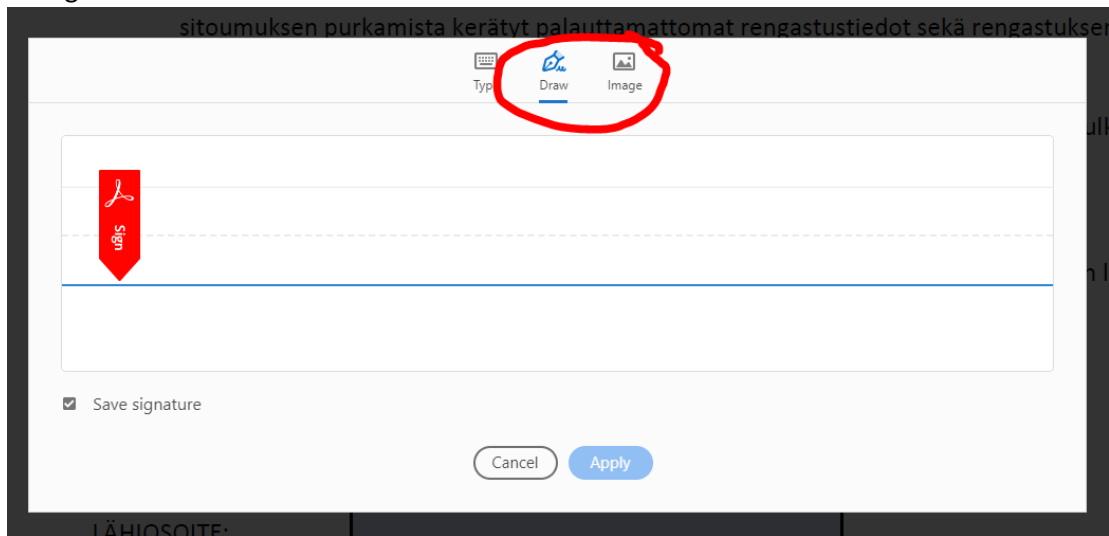 sitoumuksen purkamista kerätyt palauttamattomat rengastustiedot sekä rengastuksen
Type Draw Image
Sign
Save signature
Cancel Apply
LÄHIOSOITE: